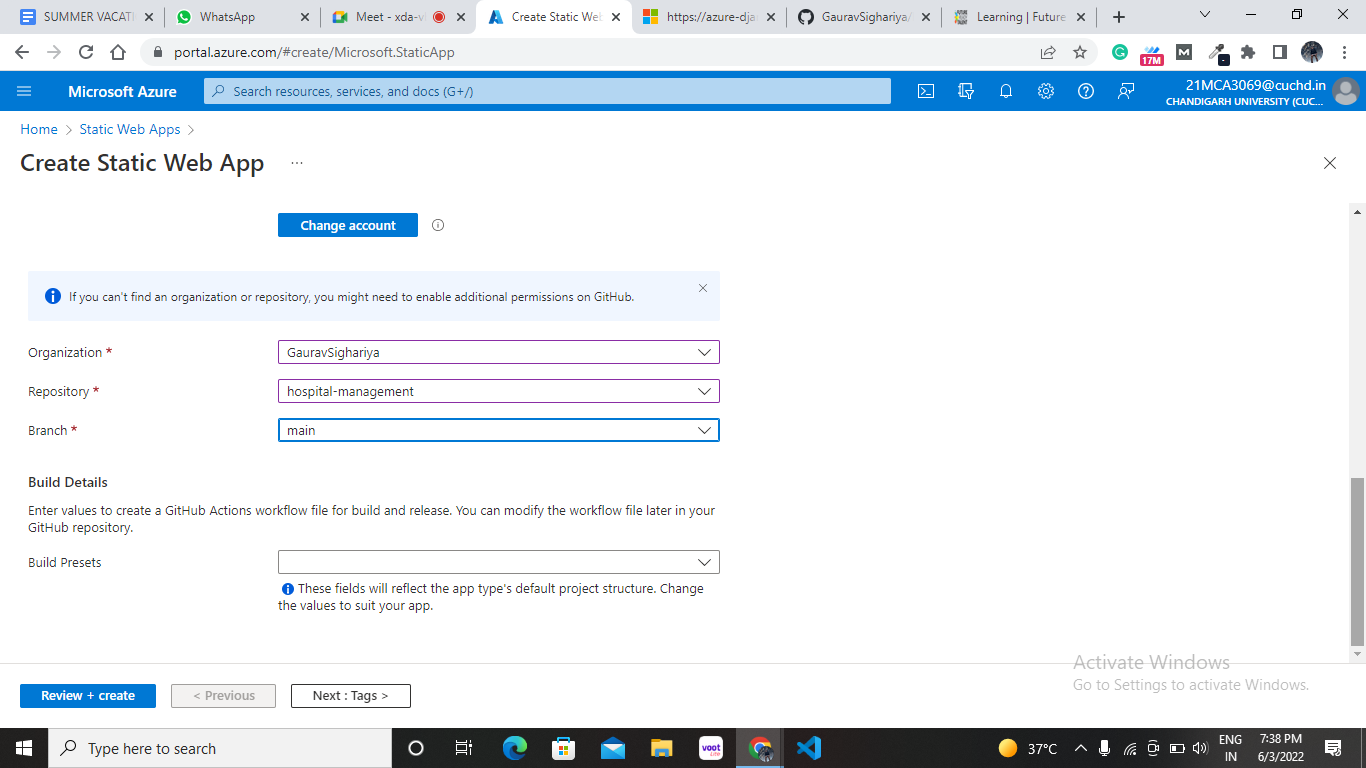 SUMMER VACAT
WhatsApp
Meet - xda-v
Create Static Web
https://azure-dja
GauravSighariya/
Learning | Future
portal.azure.com/#create/Microsoft.StaticApp
17M
Microsoft Azure
Search resources, services, and docs (G+/)
21MCA3069@cuchd.in
CHANDIGARH UNIVERSITY (CUC...
Home > Static Web Apps >
Create Static Web App ...
Change account
If you can't find an organization or repository, you might need to enable additional permissions on GitHub.
Organization *
GauravSighariya
Repository *
hospital-management
Branch *
main
Build Details
Enter values to create a GitHub Actions workflow file for build and release. You can modify the workflow file later in your
GitHub repository.
Build Presets
These fields will reflect the app type's default project structure. Change
the values to suit your app.
Activate Windows
Go to Settings to activate Windows.
Review + create
< Previous
Next : Tags >
Type here to search
voot
37°C
ENG
IN
7:38 PM
6/3/2022